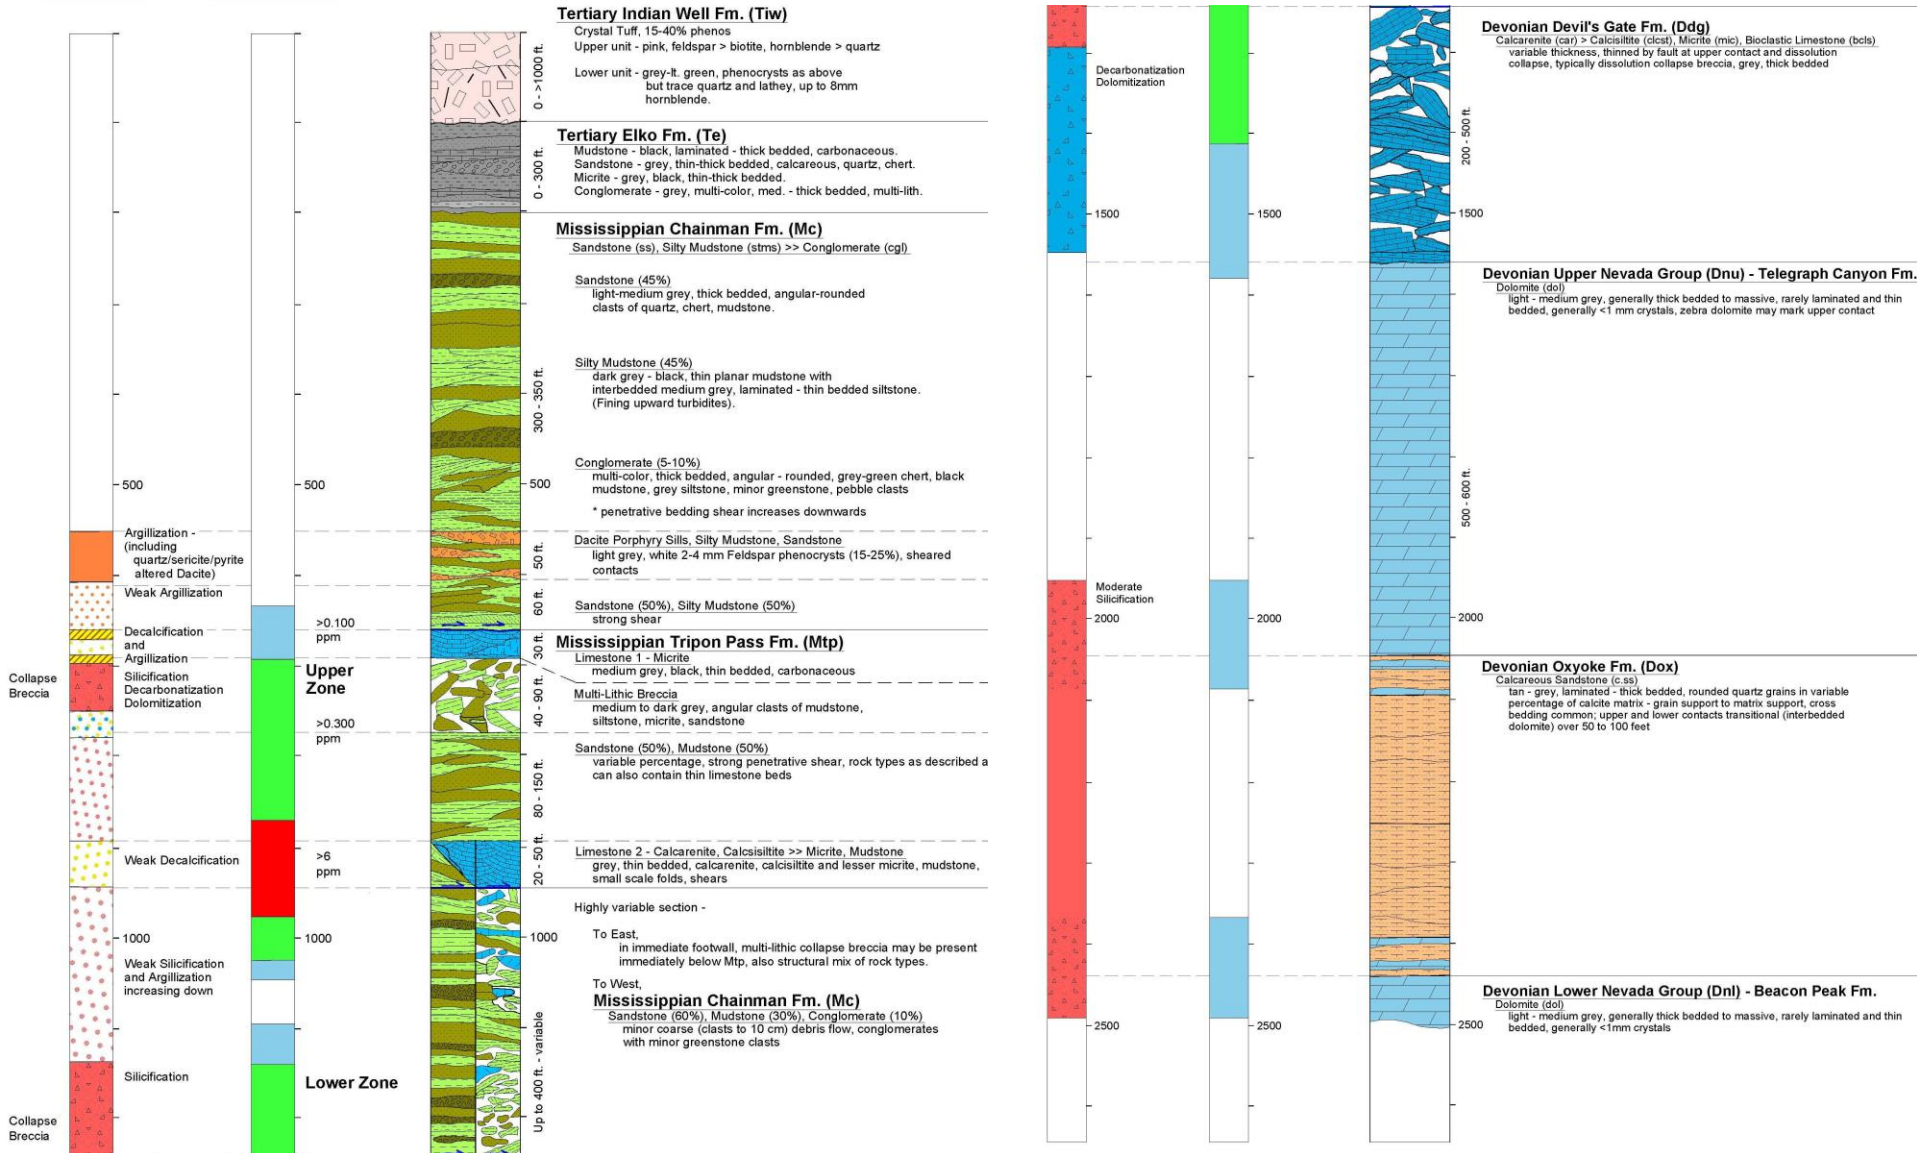 Tertiary Indian Well Fm. (Tiw)
Crystal Tuff, 15-40% phenos
Upper unit - pink, feldspar > biotite, hornblende > quartz
Lower unit - grey-lt. green, phenocrysts as above
but trace quartz and lathey, up to 8mm
hornblende.
0 - >1000 ft.
Tertiary Elko Fm. (Te)
Mudstone - black, laminated - thick bedded, carbonaceous.
Sandstone - grey, thin-thick bedded, calcareous, quartz, chert.
Micrite - grey, black, thin-thick bedded.
Conglomerate - grey, multi-color, med. - thick bedded, multi-lith.
0 - 300 ft.
Mississippian Chainman Fm. (Mc)
Sandstone (ss), Silty Mudstone (stms) >> Conglomerate (cgl)
Sandstone (45%)
light-medium grey, thick bedded, angular-rounded
clasts of quartz, chert, mudstone.
Silty Mudstone (45%)
dark grey - black, thin planar mudstone with
interbedded medium grey, laminated - thin bedded siltstone.
(Fining upward turbidites).
300 - 350 ft.
Conglomerate (5-10%)
multi-color, thick bedded, angular - rounded, grey-green chert, black
mudstone, grey siltstone, minor greenstone, pebble clasts
* penetrative bedding shear increases downwards
500
500
500
Argillization -
(including
quartz/sericite/pyrite
altered Dacite)
Dacite Porphyry Sills, Silty Mudstone, Sandstone
light grey, white 2-4 mm Feldspar phenocrysts (15-25%), sheared
contacts
50 ft.
Weak Argillization
Sandstone (50%), Silty Mudstone (50%)
strong shear
60 ft.
>0.100
ppm
Decalcification
and
Argillization
Mississippian Tripon Pass Fm. (Mtp)
Limestone 1 - Micrite
medium grey, black, thin bedded, carbonaceous
30 ft.
Collapse
Breccia
Silicification
Decarbonatization
Dolomitization
Upper
Zone
>0.300
ppm
Multi-Lithic Breccia
medium to dark grey, angular clasts of mudstone,
siltstone, micrite, sandstone
40 - 90 ft.
Sandstone (50%), Mudstone (50%)
variable percentage, strong penetrative shear, rock types as described a
can also contain thin limestone beds
80 - 150 ft.
Weak Decalcification
>6
ppm
Limestone 2 - Calcarenite, Calcsisiltite >> Micrite, Mudstone
grey, thin bedded, calcarenite, calcisiltite and lesser micrite, mudstone,
small scale folds, shears
20 - 50 ft.
Highly variable section -
1000
1000
1000
To East,
in immediate footwall, multi-lithic collapse breccia may be present
immediately below Mtp, also structural mix of rock types.
Weak Silicification
and Argillization
increasing down
To West,
Mississippian Chainman Fm. (Mc)
Sandstone (60%), Mudstone (30%), Conglomerate (10%)
minor coarse (clasts to 10 cm) debris flow, conglomerates
with minor greenstone clasts
Up to 400 ft. - variable
Silicification
Lower Zone
Collapse
Breccia
Decarbonatization
Dolomitization
Devonian Devil's Gate Fm. (Ddg)
Calcarenite (car) > Calcisiltite (clcst), Micrite (mic), Bioclastic Limestone (bcls)
variable thickness, thinned by fault at upper contact and dissolution
collapse, typically dissolution collapse breccia, grey, thick bedded
200 - 500 ft.
1500
1500
1500
Devonian Upper Nevada Group (Dnu) - Telegraph Canyon Fm.
Dolomite (dol)
light - medium grey, generally thick bedded to massive, rarely laminated and thin
bedded, generally <1 mm crystals, zebra dolomite may mark upper contact
500 - 600 ft.
Moderate
Silicification
2000
2000
2000
Devonian Oxyoke Fm. (Dox)
Calcareous Sandstone (c.ss)
tan - grey, laminated - thick bedded, rounded quartz grains in variable
percentage of calcite matrix - grain support to matrix support, cross
bedding common; upper and lower contacts transitional (interbedded
dolomite) over 50 to 100 feet
Devonian Lower Nevada Group (Dnl) - Beacon Peak Fm.
Dolomite (dol)
light - medium grey, generally thick bedded to massive, rarely laminated and thin
bedded, generally <1mm crystals
2500
2500
2500